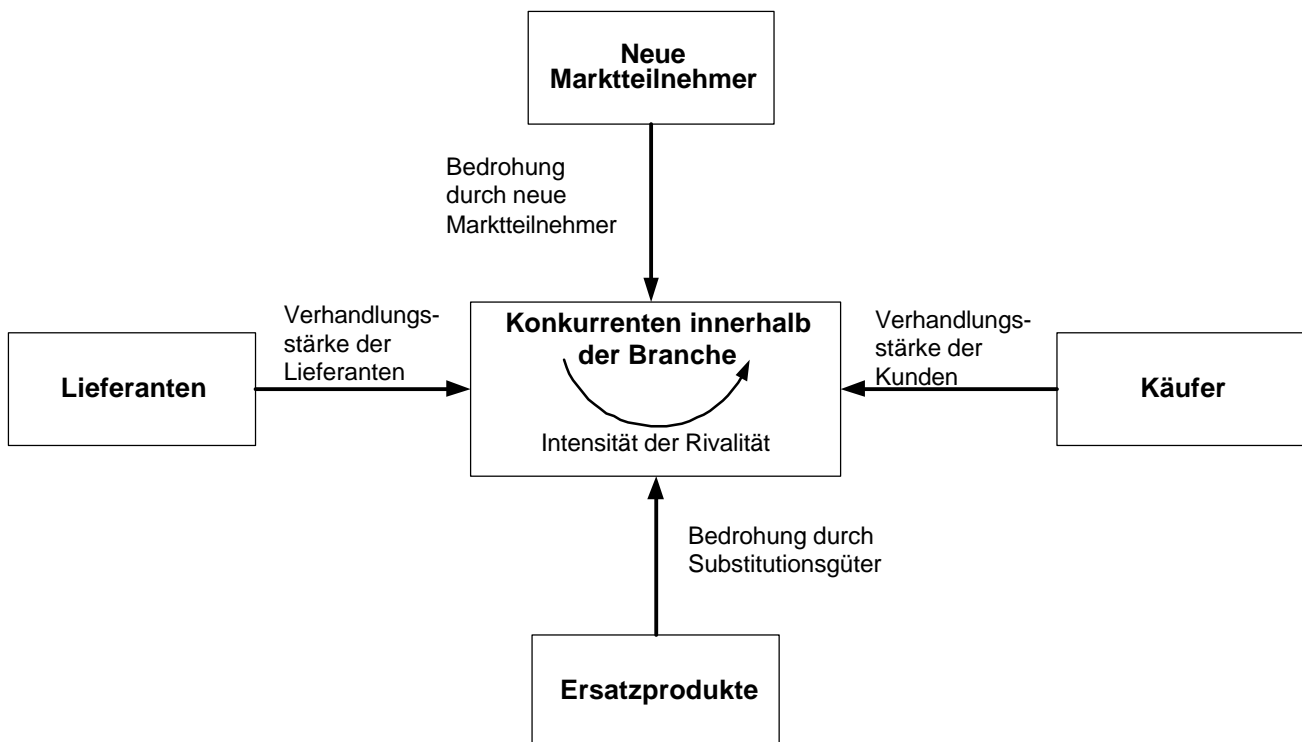 Neue
Marktteilnehmer
Bedrohung
durch neue
Marktteilnehmer
Lieferanten
Verhandlungs-
stärke der
Lieferanten
Konkurrenten innerhalb
der Branche
Intensität der Rivalität
Verhandlungs-
stärke der
Kunden
Käufer
Bedrohung durch
Substitutionsgüter
Ersatzprodukte